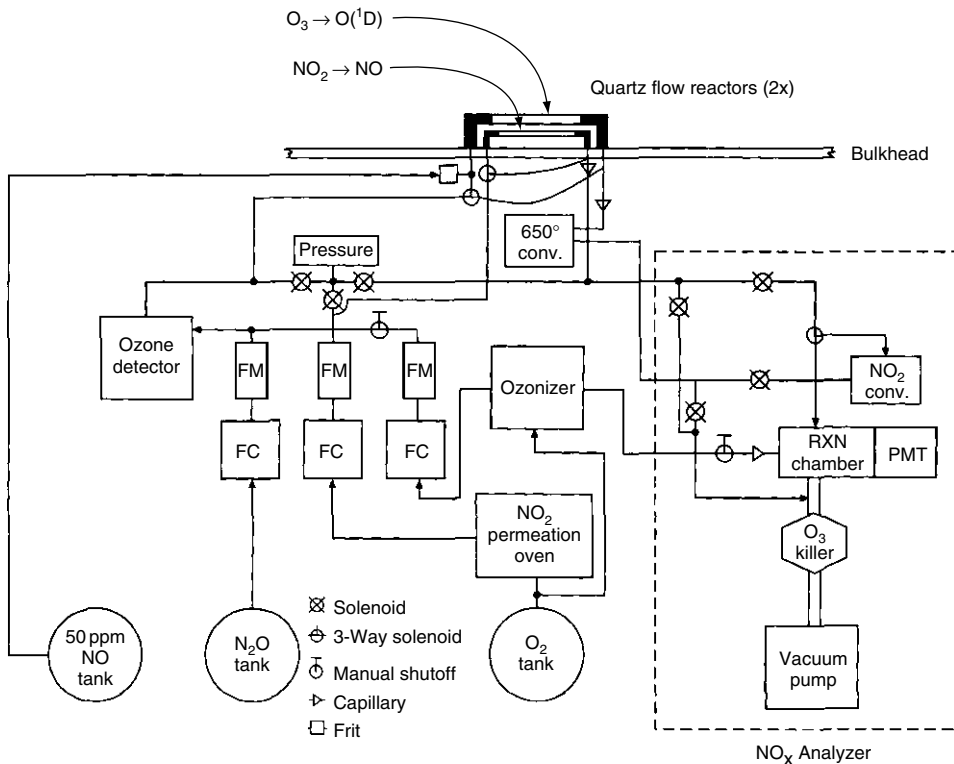 O₃ → O(¹D)
NO₂ → NO
Quartz flow reactors (2x)
Bulkhead
650°
conv.
Pressure
Ozone
detector
FM
FM
FM
Ozonizer
NO₂
conv.
FC
FC
FC
RXN
chamber
PMT
NO₂
permeation
oven
O₃
killer
50 ppm
NO
tank
N₂O
tank
O₂
tank
Solenoid
3-Way solenoid
Manual shutoff
Capillary
Frit
Vacuum
pump
NOₓ Analyzer